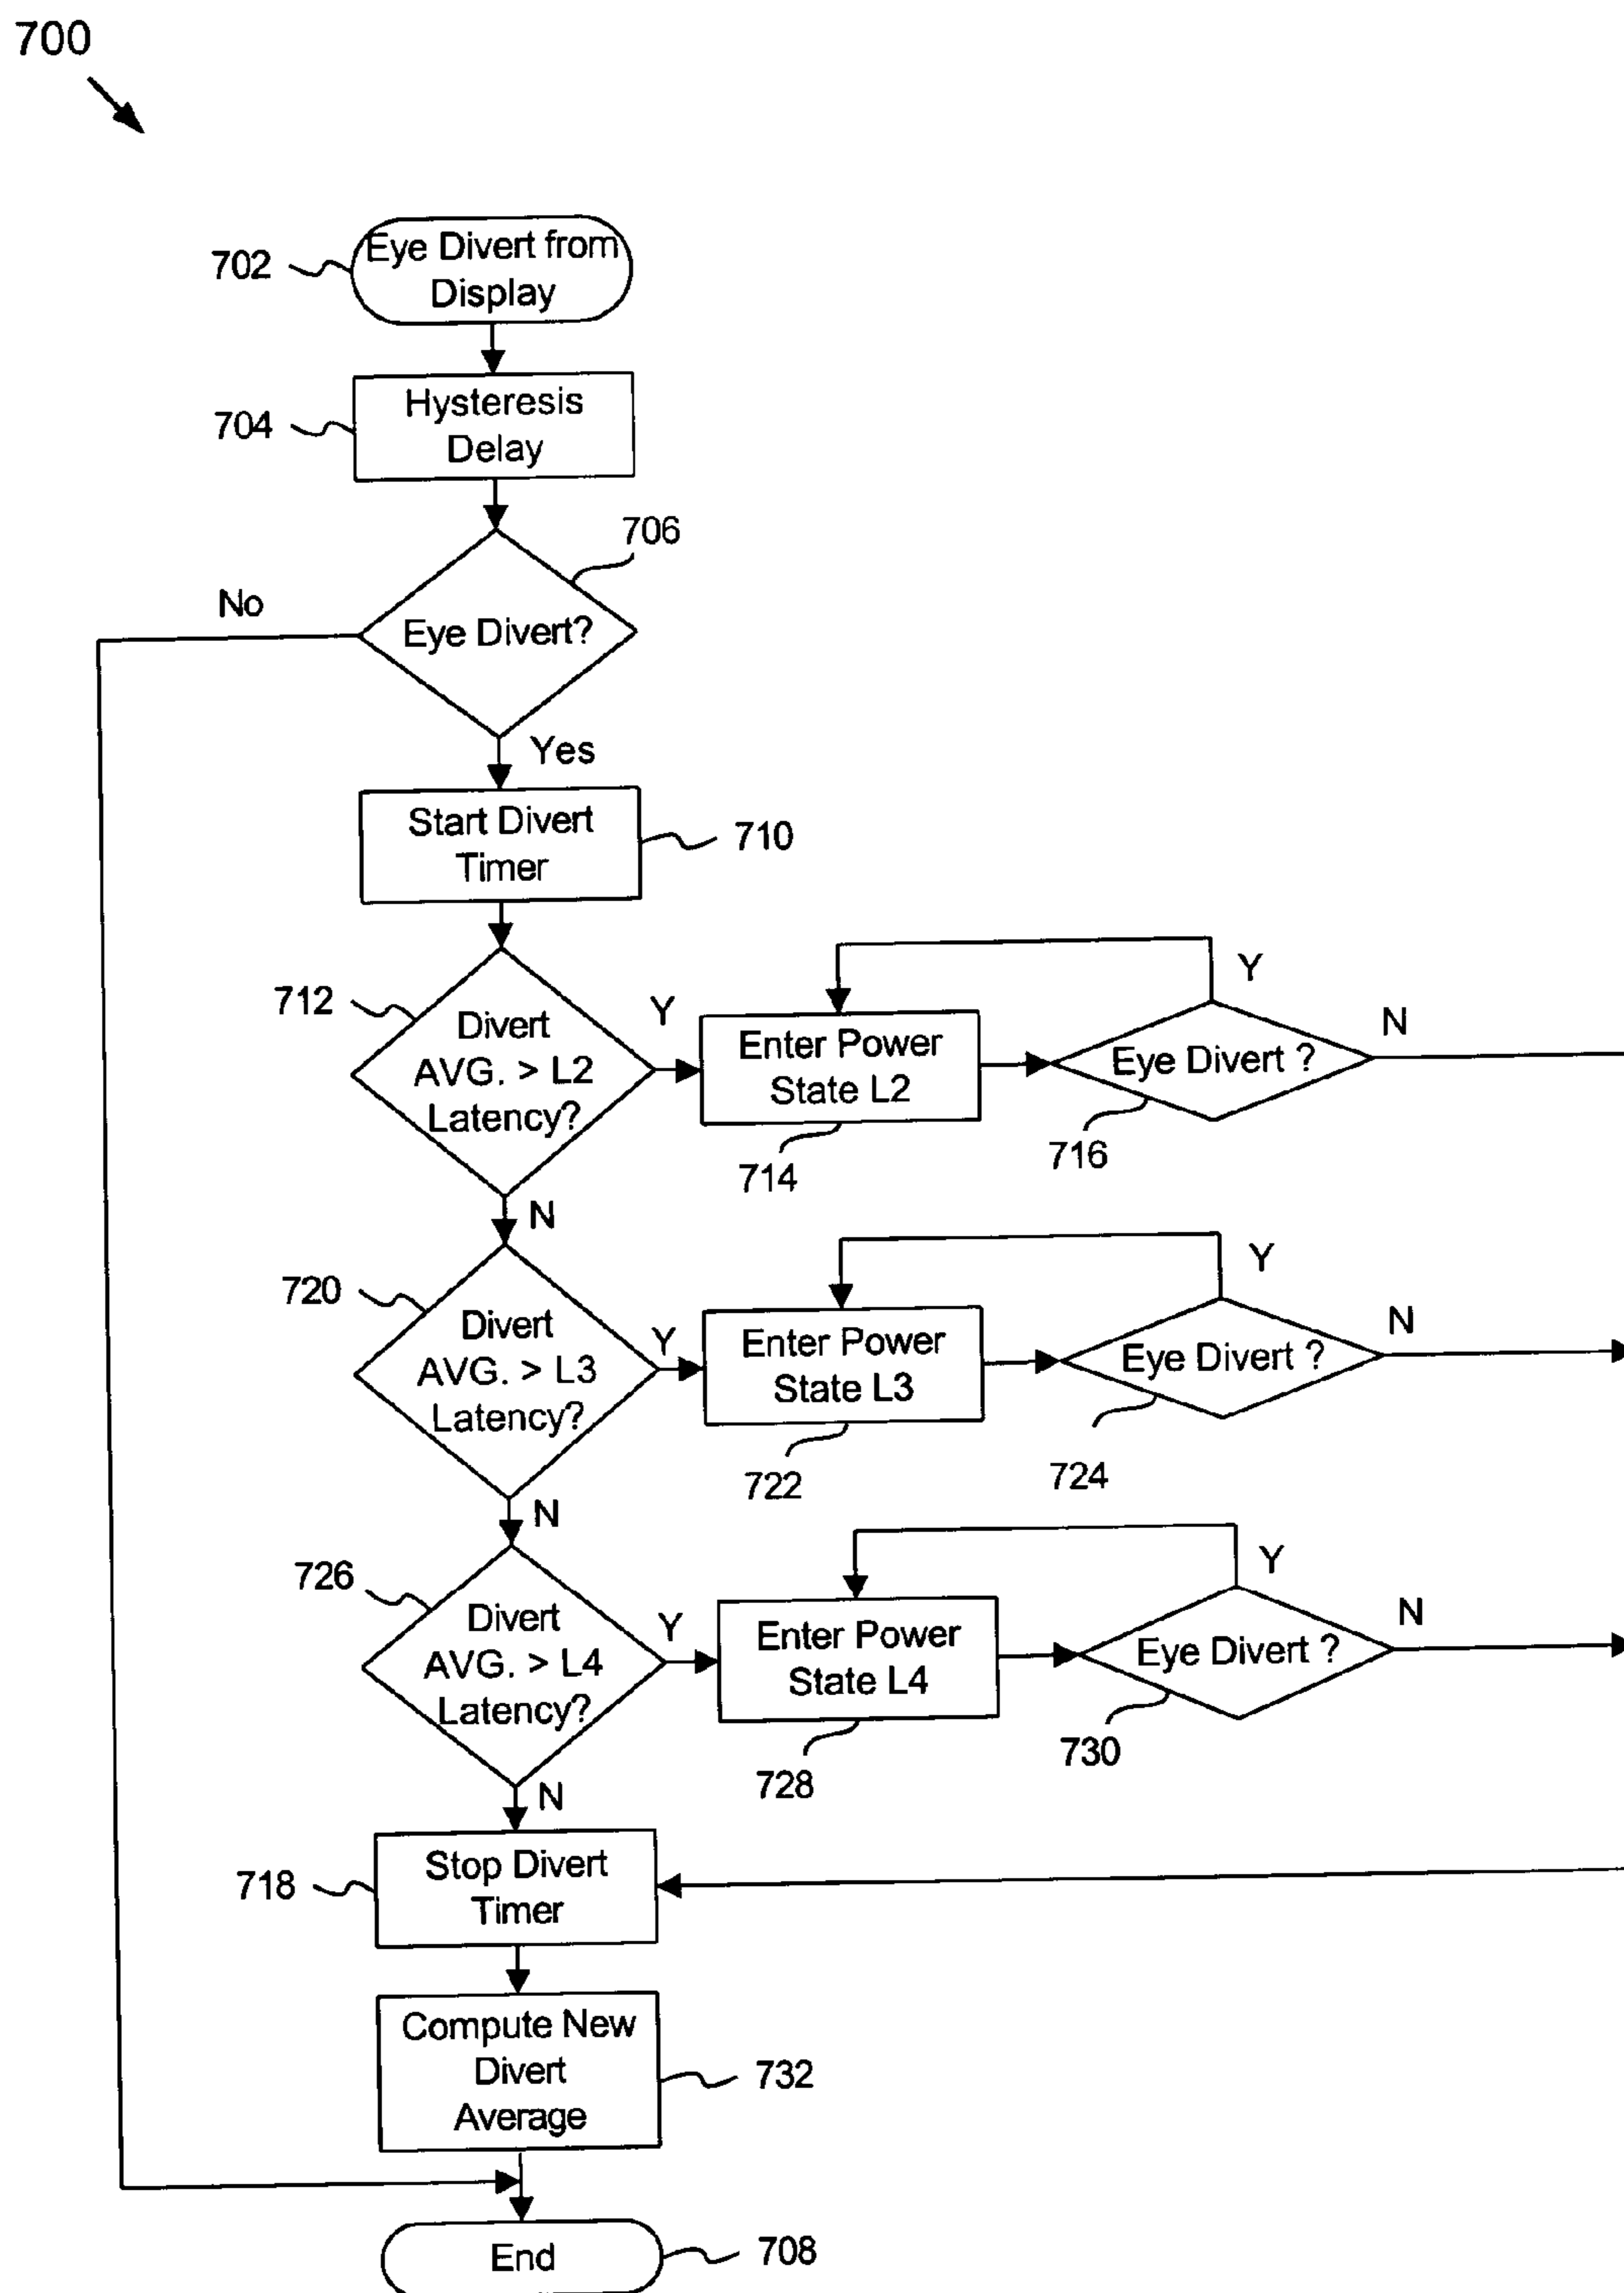 700
702
Eye Divert from
Display
704
Hysteresis
Delay
706
No
Eye Divert?
Yes
Start Divert
Timer
710
712
Divert
AVG. > L2
Latency?
Y
Enter Power
State L2
714
Y
Eye Divert ?
716
N
N
720
Divert
AVG. > L3
Latency?
Y
Enter Power
State L3
722
Y
Eye Divert ?
724
N
N
726
Divert
AVG. > L4
Latency?
Y
Enter Power
State L4
728
Y
Eye Divert ?
730
N
N
718
Stop Divert
Timer
Compute New
Divert
Average
732
End
708